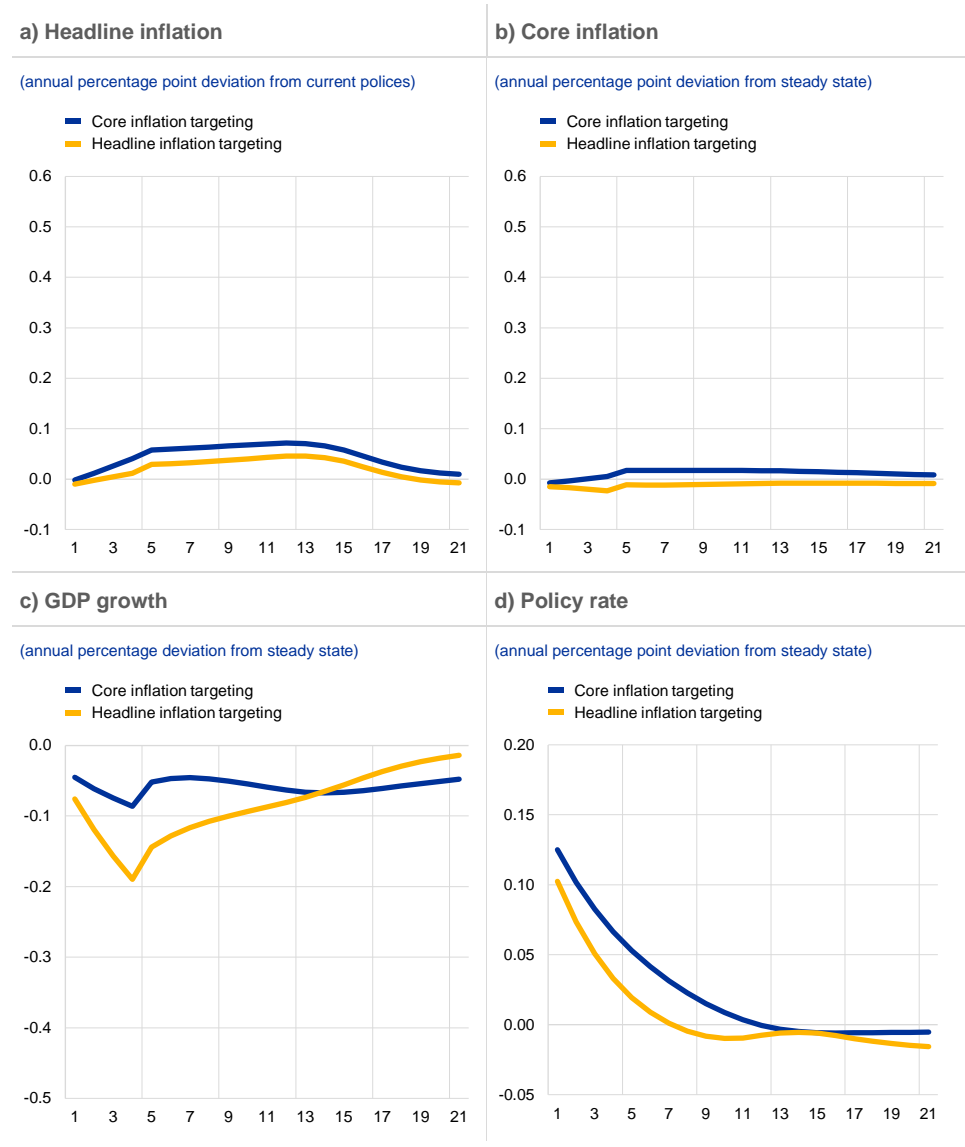 a) Headline inflation
(annual percentage point deviation from current polices)
Core inflation targeting
Headline inflation targeting
0.6
0.5
0.4
0.3
0.2
0.1
0.0
-0.1
1 3 5 7 9 11 13 15 17 19 21
b) Core inflation
(annual percentage point deviation from steady state)
Core inflation targeting
Headline inflation targeting
0.6
0.5
0.4
0.3
0.2
0.1
0.0
-0.1
1 3 5 7 9 11 13 15 17 19 21
c) GDP growth
(annual percentage deviation from steady state)
Core inflation targeting
Headline inflation targeting
0.0
-0.1
-0.2
-0.3
-0.4
-0.5
1 3 5 7 9 11 13 15 17 19 21
d) Policy rate
(annual percentage point deviation from steady state)
Core inflation targeting
Headline inflation targeting
0.20
0.15
0.10
0.05
0.00
-0.05
1 3 5 7 9 11 13 15 17 19 21